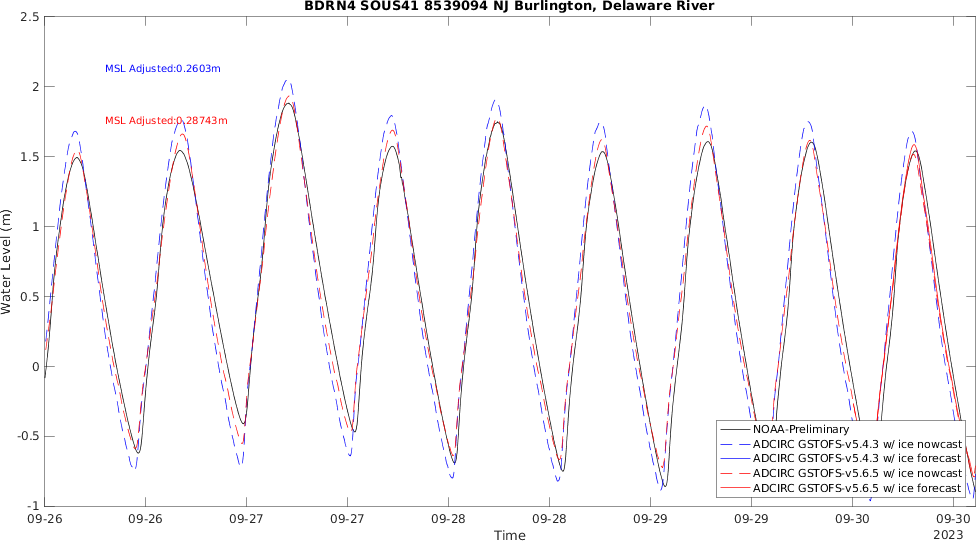 BDRN4 SOUS41 8539094 NJ Burlington, Delaware River
2.5
2
1.5
1
0.5
0
-0.5
-1
Water Level (m)
MSL Adjusted:0.2603m
MSL Adjusted:0.28743m
NOAA-Preliminary
ADCIRC GSTOFS-v5.4.3 w/ ice nowcast
ADCIRC GSTOFS-v5.4.3 w/ ice forecast
ADCIRC GSTOFS-v5.6.5 w/ ice nowcast
ADCIRC GSTOFS-v5.6.5 w/ ice forecast
09-26 09-26 09-27 09-27 09-28 09-28 09-29 09-29 09-30 09-30
Time 2023